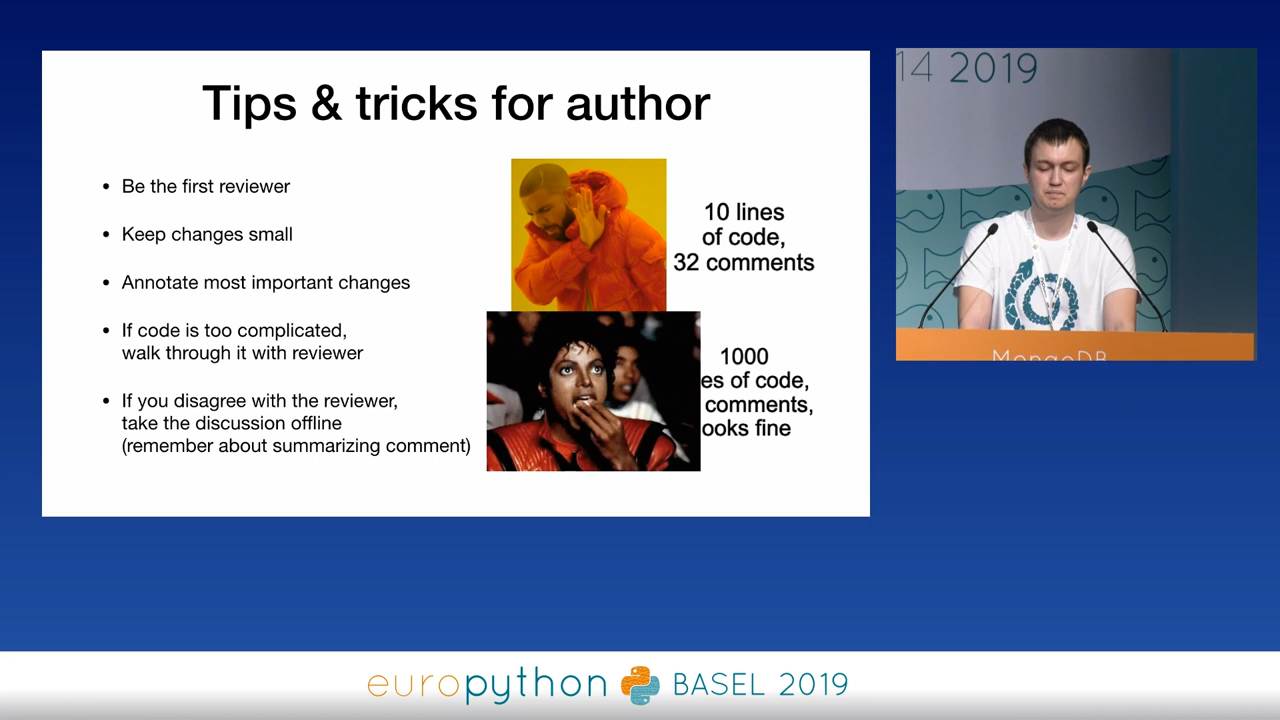 Tips & tricks for author
• Be the first reviewer
• Keep changes small
• Annotate most important changes
• If code is too complicated,
walk through it with reviewer
• If you disagree with the reviewer,
take the discussion offline
(remember about summarizing comment)
10 lines
of code,
32 comments
1000
es of code,
comments,
ooks fine
14 2019
MongoDB
europython BASEL 2019